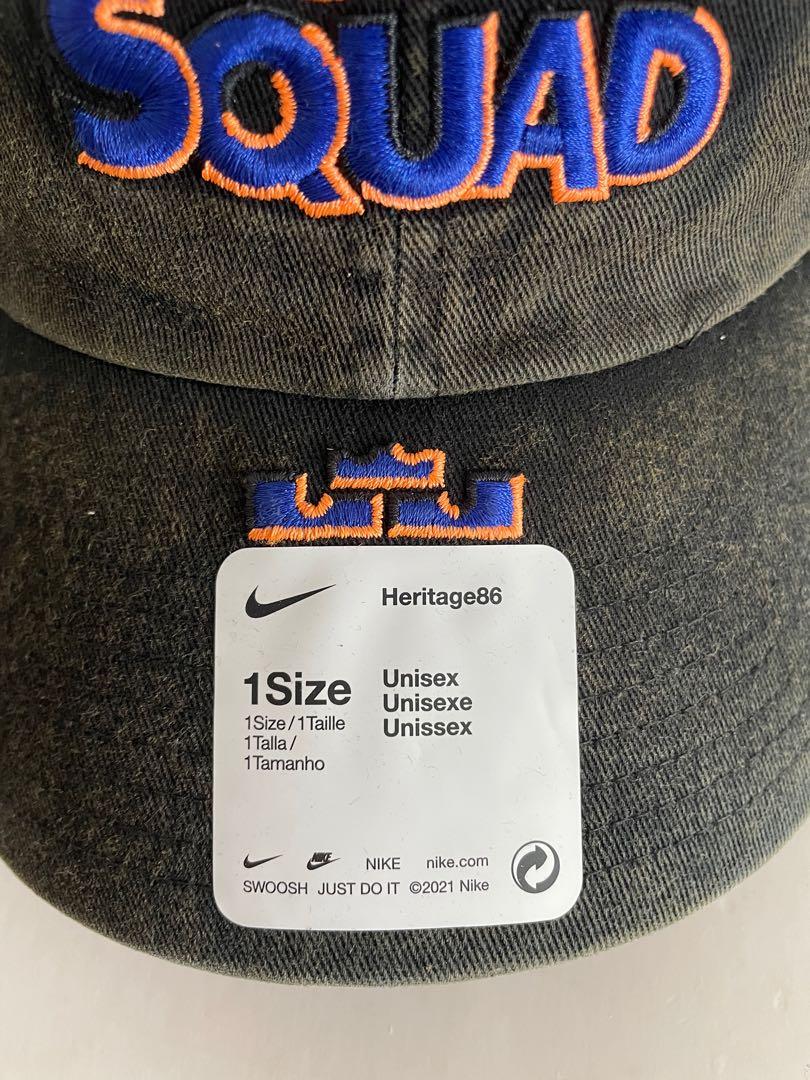 SQUAD
Heritage86
1Size
1Size/1Taille
1Talla/
1Tamanho
Unisex
Unisexe
Unissex
NIKE
NIKE nike.com
SWOOSH JUST DO IT ©2021 Nike